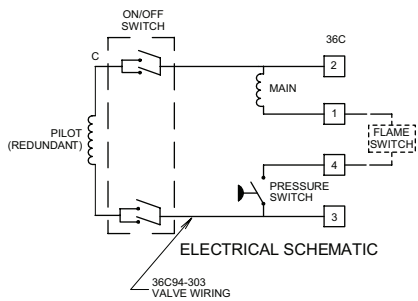 ON/OFF
SWITCH
36C
C
2
MAIN
1
PILOT
(REDUNDANT)
FLAME
SWITCH
4
PRESSURE
SWITCH
3
ELECTRICAL SCHEMATIC
36C94-303
VALVE WIRING